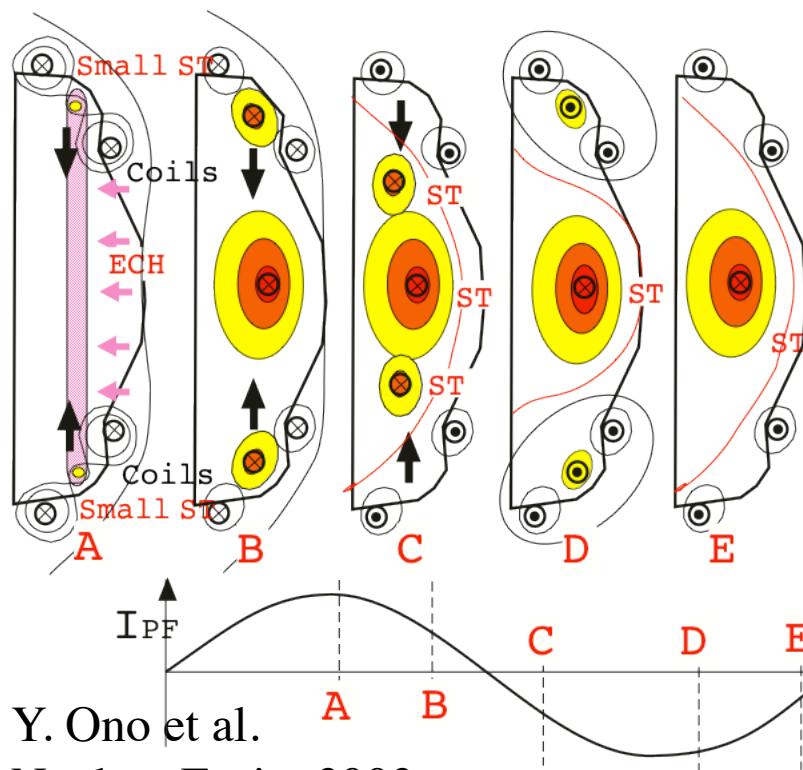 Small ST
Coils
ECH
Coils
Small ST
ST
ST
ST
ST
ST
A B C D E
IPF
C D E
A B
Y. Ono et al.